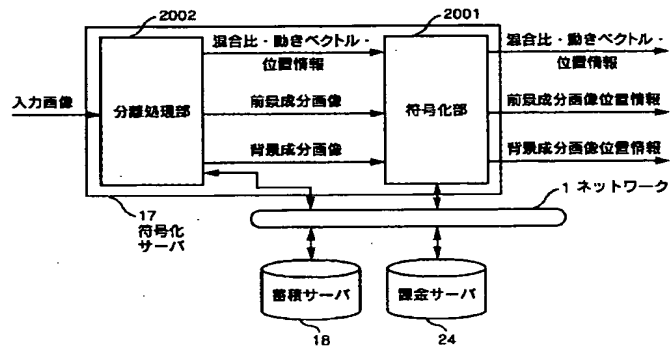 2002
2001
混合比・動きベクトル・
位置情報
混合比・動きベクトル・
位置情報
入力画像
分離処理部
前景成分画像
符号化部
前景成分画像位置情報
背景成分画像
背景成分画像位置情報
17
符号化
サーバ
1 ネットワーク
蓄積サーバ
課金サーバ
18
24